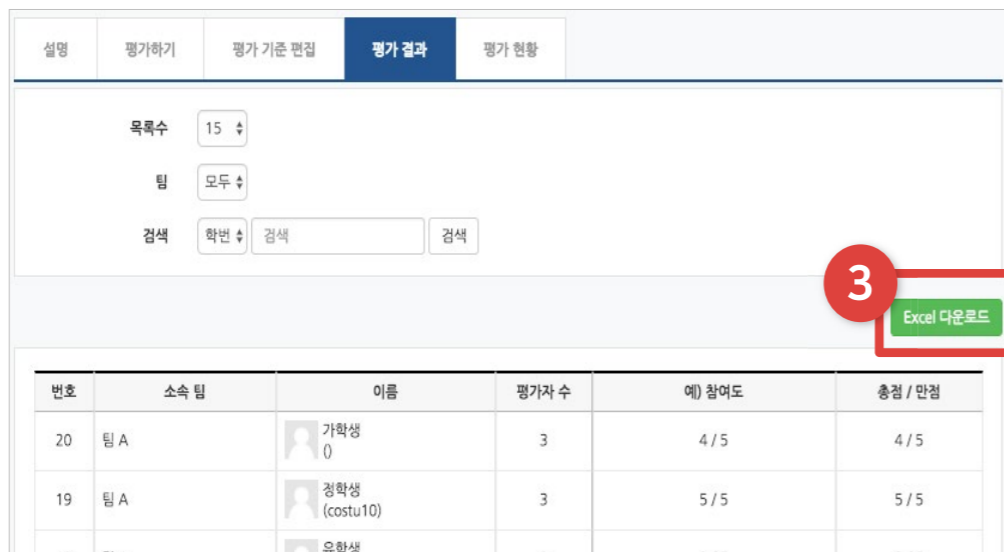 설명 평가하기 평가 기준 편집 평가 결과 평가 현황
목록수 15
팀 모두
검색 학번 검색 검색
3
Excel 다운로드
번호 소속 팀 이름 평가자 수 예) 참여도 총점 / 만점
20 팀 A 가학생 3 4 / 5 4 / 5
()
19 팀 A 정학생 3 5 / 5 5 / 5
(costu10)
유학생